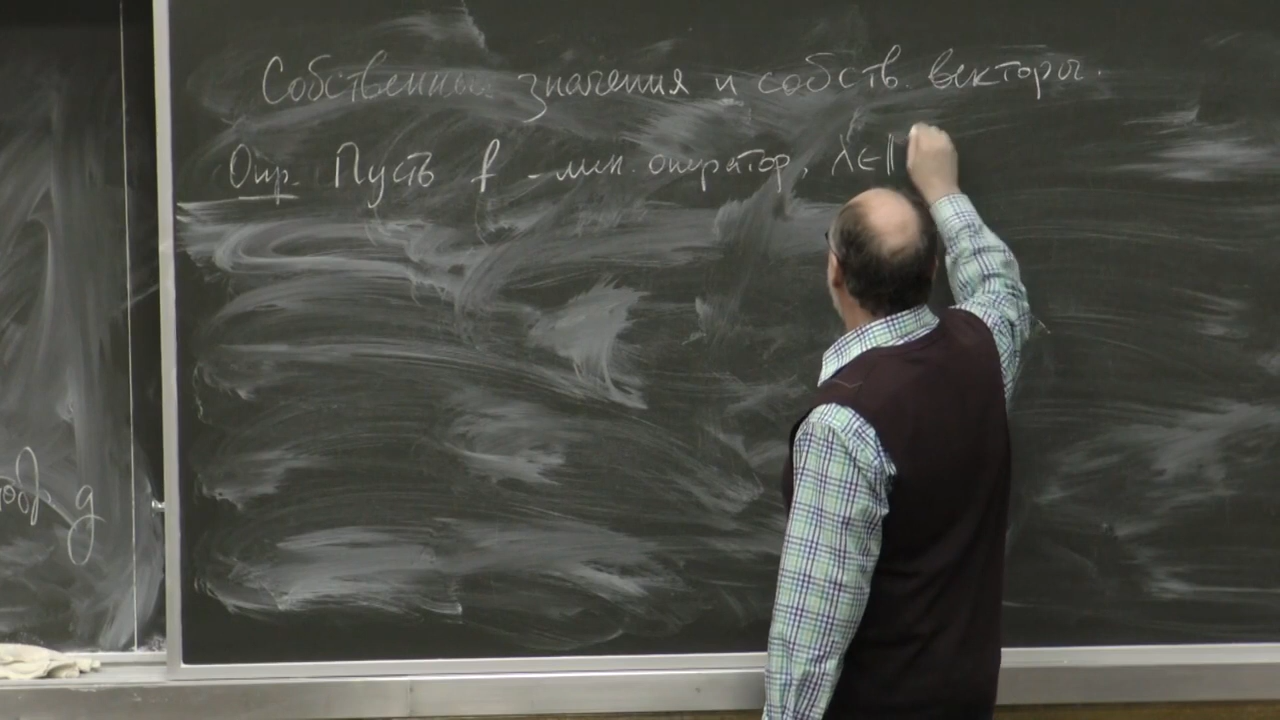 Собственные значения и собств. векторы.
Опр. Пусть f - лин. оператор, λ∈
g